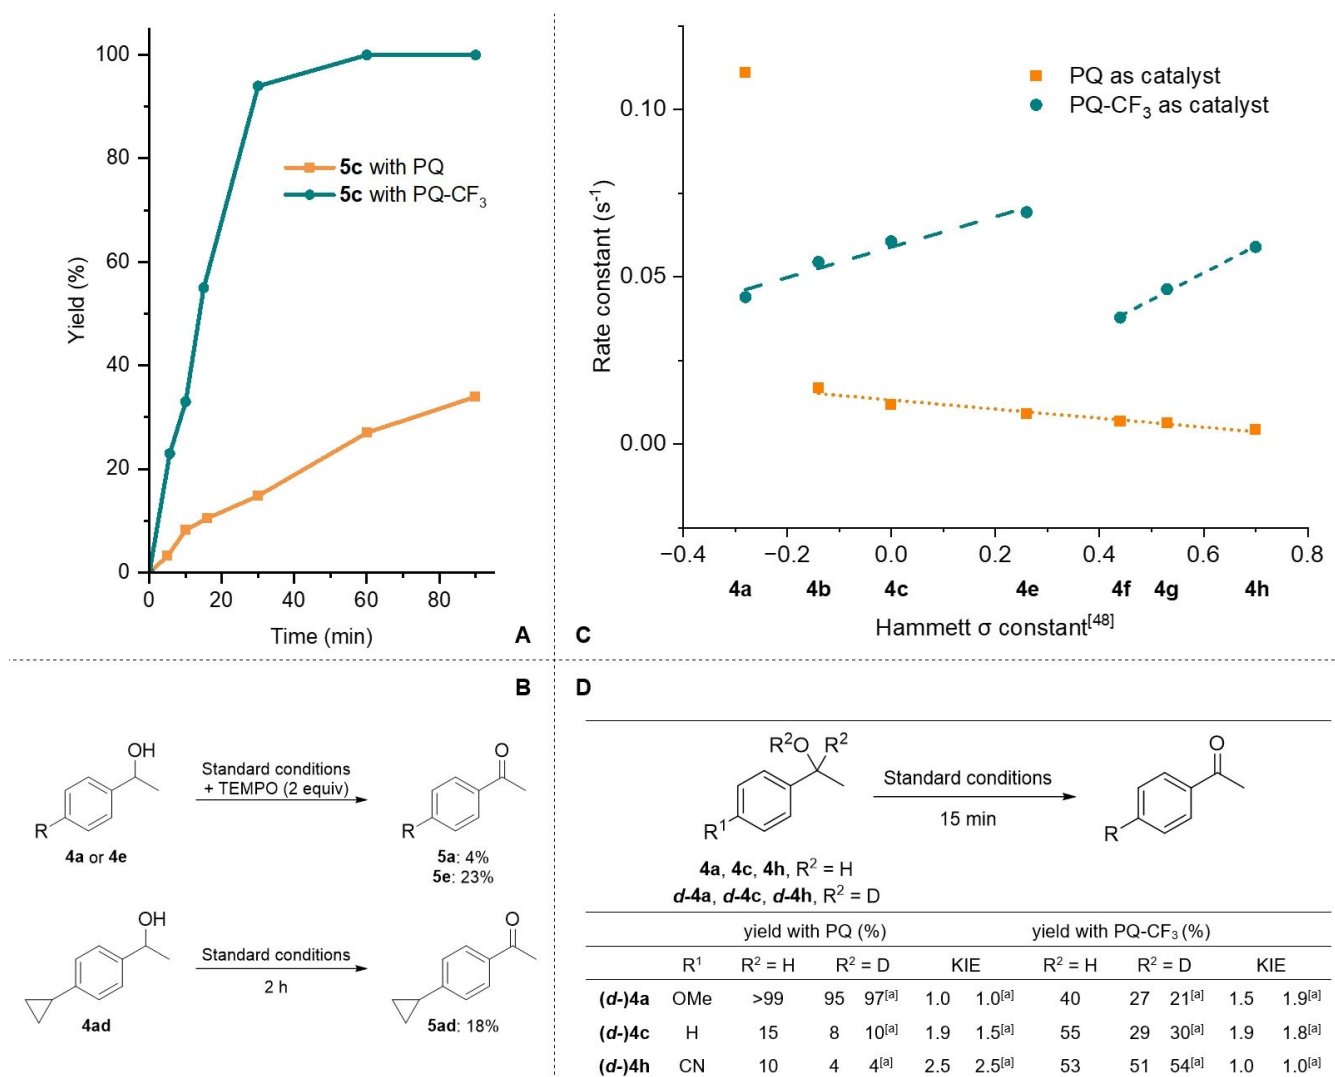 100
80
60
40
20
0
Yield (%)
5c with PQ
5c with PQ-CF₃
0 20 40 60 80
Time (min)
A
0.10
0.05
0.00
Rate constant (s⁻¹)
PQ as catalyst
PQ-CF₃ as catalyst
−0.4 −0.2 0.0 0.2 0.4 0.6 0.8
4a 4b 4c 4e 4f 4g 4h
Hammett σ constant[48]
C
B
OH
R
4a or 4e
Standard conditions
+ TEMPO (2 equiv)
O
R
5a: 4%
5e: 23%
OH
4ad
Standard conditions
2 h
O
5ad: 18%
D
R²O R²
R¹
4a, 4c, 4h, R² = H
d-4a, d-4c, d-4h, R² = D
Standard conditions
15 min
O
R
yield with PQ (%) yield with PQ-CF₃ (%)
R¹ R² = H R² = D KIE R² = H R² = D KIE
(d-)4a OMe >99 95 97[a] 1.0 1.0[a] 40 27 21[a] 1.5 1.9[a]
(d-)4c H 15 8 10[a] 1.9 1.5[a] 55 29 30[a] 1.9 1.8[a]
(d-)4h CN 10 4 4[a] 2.5 2.5[a] 53 51 54[a] 1.0 1.0[a]